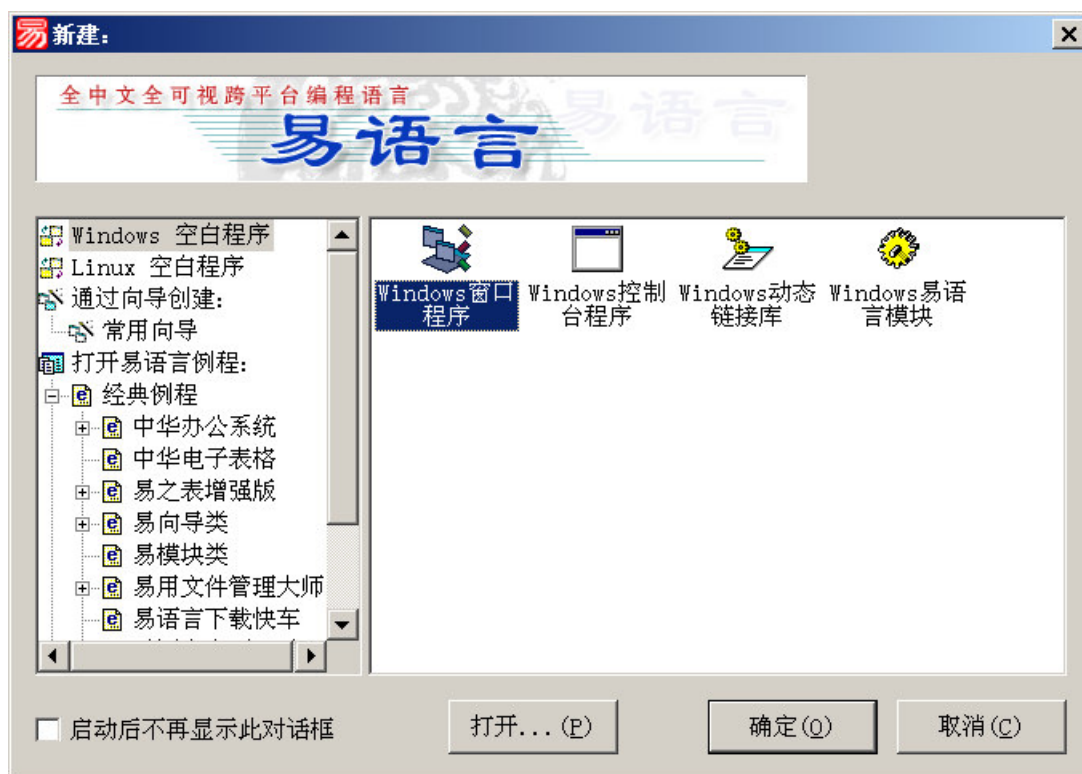 新建:
全中文全可视跨平台编程语言
易语言
易语言
Windows 空白程序
Linux 空白程序
通过向导创建:
常用向导
打开易语言例程:
经典例程
中华办公系统
中华电子表格
易之表增强版
易向导类
易模块类
易用文件管理大师
易语言下载快车
Windows窗口
程序
Windows控制
台程序
Windows动态
链接库
Windows易语
言模块
启动后不再显示此对话框
打开...(P)
确定(O)
取消(C)